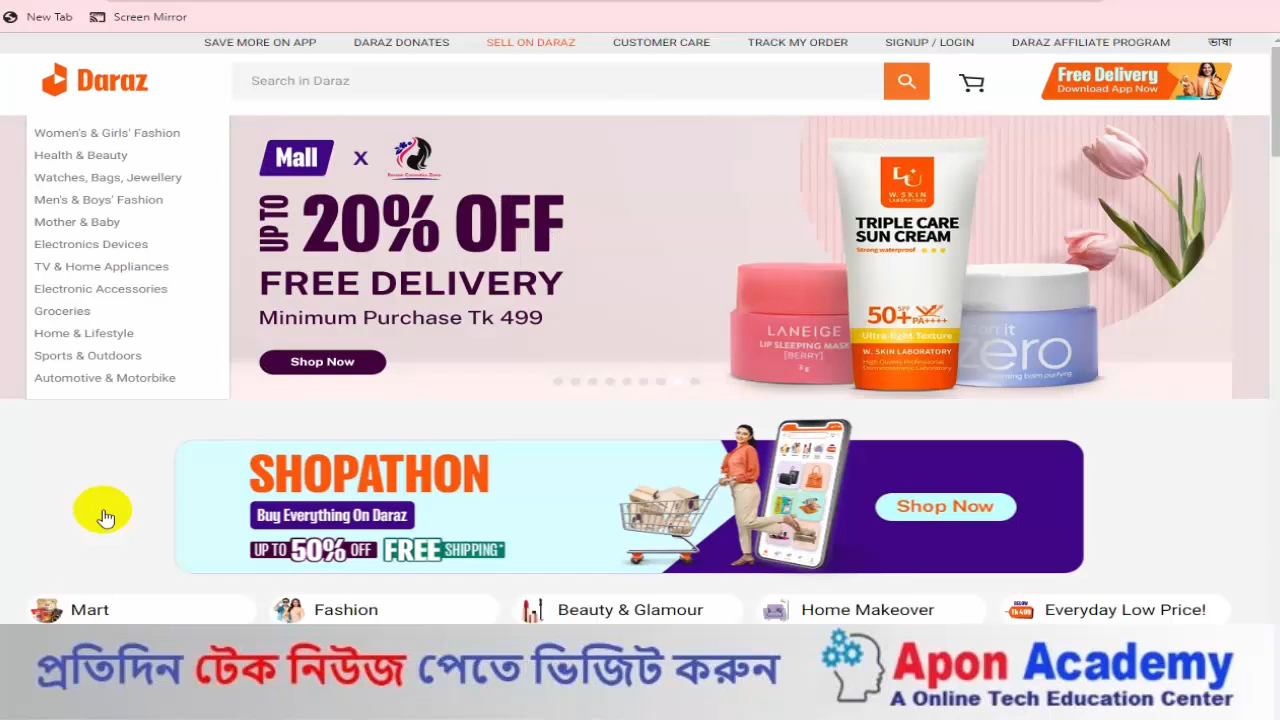 New Tab Screen Mirror
SAVE MORE ON APP DARAZ DONATES SELL ON DARAZ CUSTOMER CARE TRACK MY ORDER SIGNUP / LOGIN DARAZ AFFILIATE PROGRAM ভাষা
Daraz
Search in Daraz
Free Delivery
Download App Now
Women's & Girls' Fashion
Health & Beauty
Watches, Bags, Jewellery
Men's & Boys' Fashion
Mother & Baby
Electronics Devices
TV & Home Appliances
Electronic Accessories
Groceries
Home & Lifestyle
Sports & Outdoors
Automotive & Motorbike
Mall X
UP TO 20% OFF
FREE DELIVERY
Minimum Purchase Tk 499
Shop Now
LANEIGE
LIP SLEEPING MASK
[BERRY]
W. SKIN
LABORATORY
TRIPLE CARE
SUN CREAM
Strong waterproof
50+ SPF PA++++
Ultra-light Texture
W. SKIN LABORATORY
zero
SHOPATHON
Buy Everything On Daraz
UP TO 50% OFF FREE SHIPPING*
Shop Now
Mart Fashion Beauty & Glamour Home Makeover Everyday Low Price!
প্রতিদিন টেক নিউজ পেতে ভিজিট করুন
Apon Academy
A Online Tech Education Center